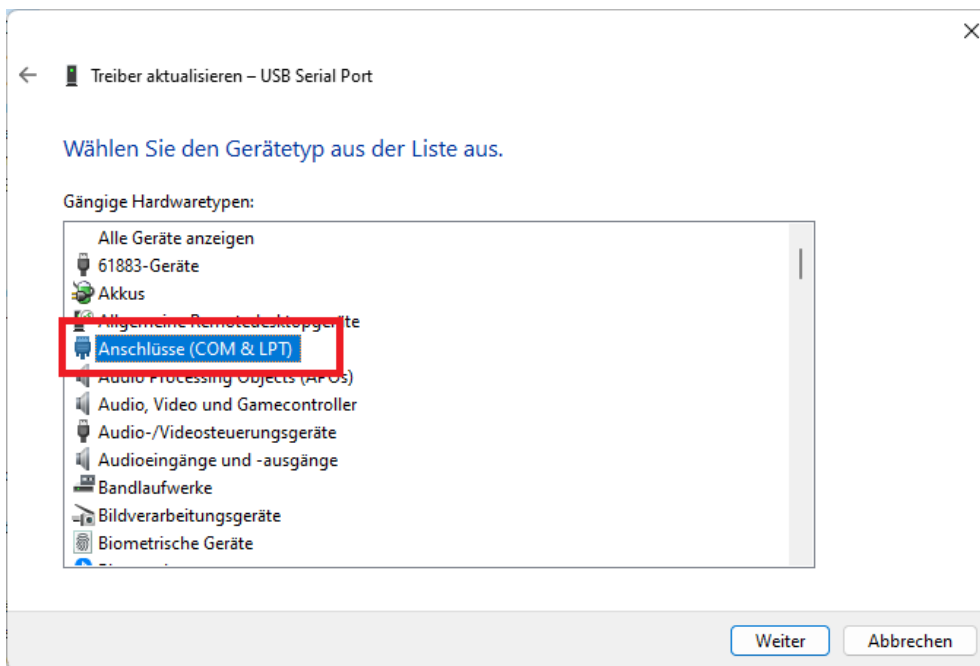 Treiber aktualisieren – USB Serial Port
Wählen Sie den Gerätetyp aus der Liste aus.
Gängige Hardwaretypen:
Alle Geräte anzeigen
61883-Geräte
Akkus
Allgemeine Remotedesktopgeräte
Anschlüsse (COM & LPT)
Audio Processing Objects (APOs)
Audio, Video und Gamecontroller
Audio-/Videosteuerungsgeräte
Audioeingänge und -ausgänge
Bandlaufwerke
Bildverarbeitungsgeräte
Biometrische Geräte
Weiter
Abbrechen